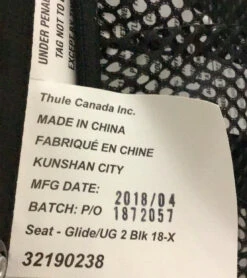 UNDER PENAL
TAG NOT TO
EXCEPT
Thule Canada Inc.
MADE IN CHINA
FABRIQUÉ EN CHINE
KUNSHAN CITY
MFG DATE: 2018/04
BATCH: P/O 1872057
Seat - Glide/UG 2 Blk 18-X
32190238